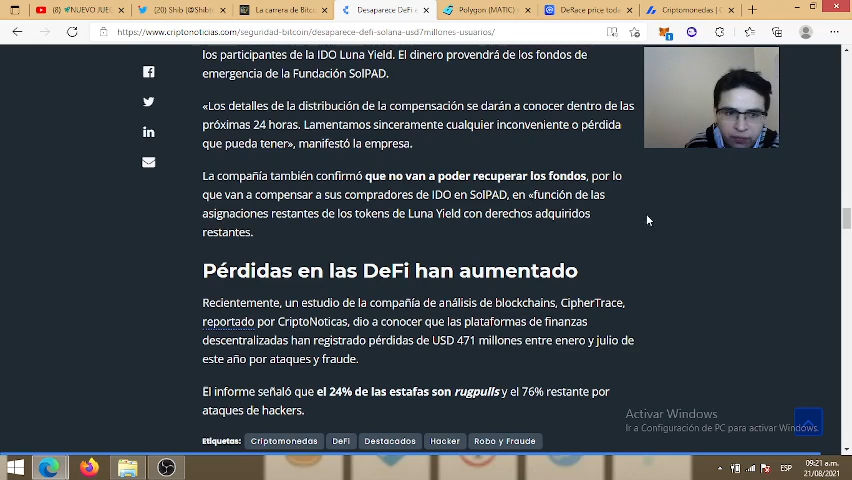 (8) 🚀NUEVO JUE
(20) Shib (@Shib
La carrera de Bitc
Desaparece DeFi e
Polygon (MATIC)
DeRace price toda
Criptomonedas [ C
https://www.criptonoticias.com/seguridad-bitcoin/desaparece-defi-solana-usd7millones-usuarios/
los participantes de la IDO Luna Yield. El dinero provendrá de los fondos de
emergencia de la Fundación SolPAD.
«Los detalles de la distribución de la compensación se darán a conocer dentro de las
próximas 24 horas. Lamentamos sinceramente cualquier inconveniente o pérdida
que pueda tener», manifestó la empresa.
La compañía también confirmó que no van a poder recuperar los fondos, por lo
que van a compensar a sus compradores de IDO en SolPAD, en «función de las
asignaciones restantes de los tokens de Luna Yield con derechos adquiridos
restantes.
Pérdidas en las DeFi han aumentado
Recientemente, un estudio de la compañía de análisis de blockchains, CipherTrace,
reportado por CriptoNoticas, dio a conocer que las plataformas de finanzas
descentralizadas han registrado pérdidas de USD 471 millones entre enero y julio de
este año por ataques y fraude.
El informe señaló que el 24% de las estafas son rugpulls y el 76% restante por
ataques de hackers.
Activar Windows
Ir a Configuración de PC para activar Windows.
Etiquetas: Criptomonedas DeFi Destacados Hacker Robo y Fraude
ESP
09:21 a.m.
21/08/2021